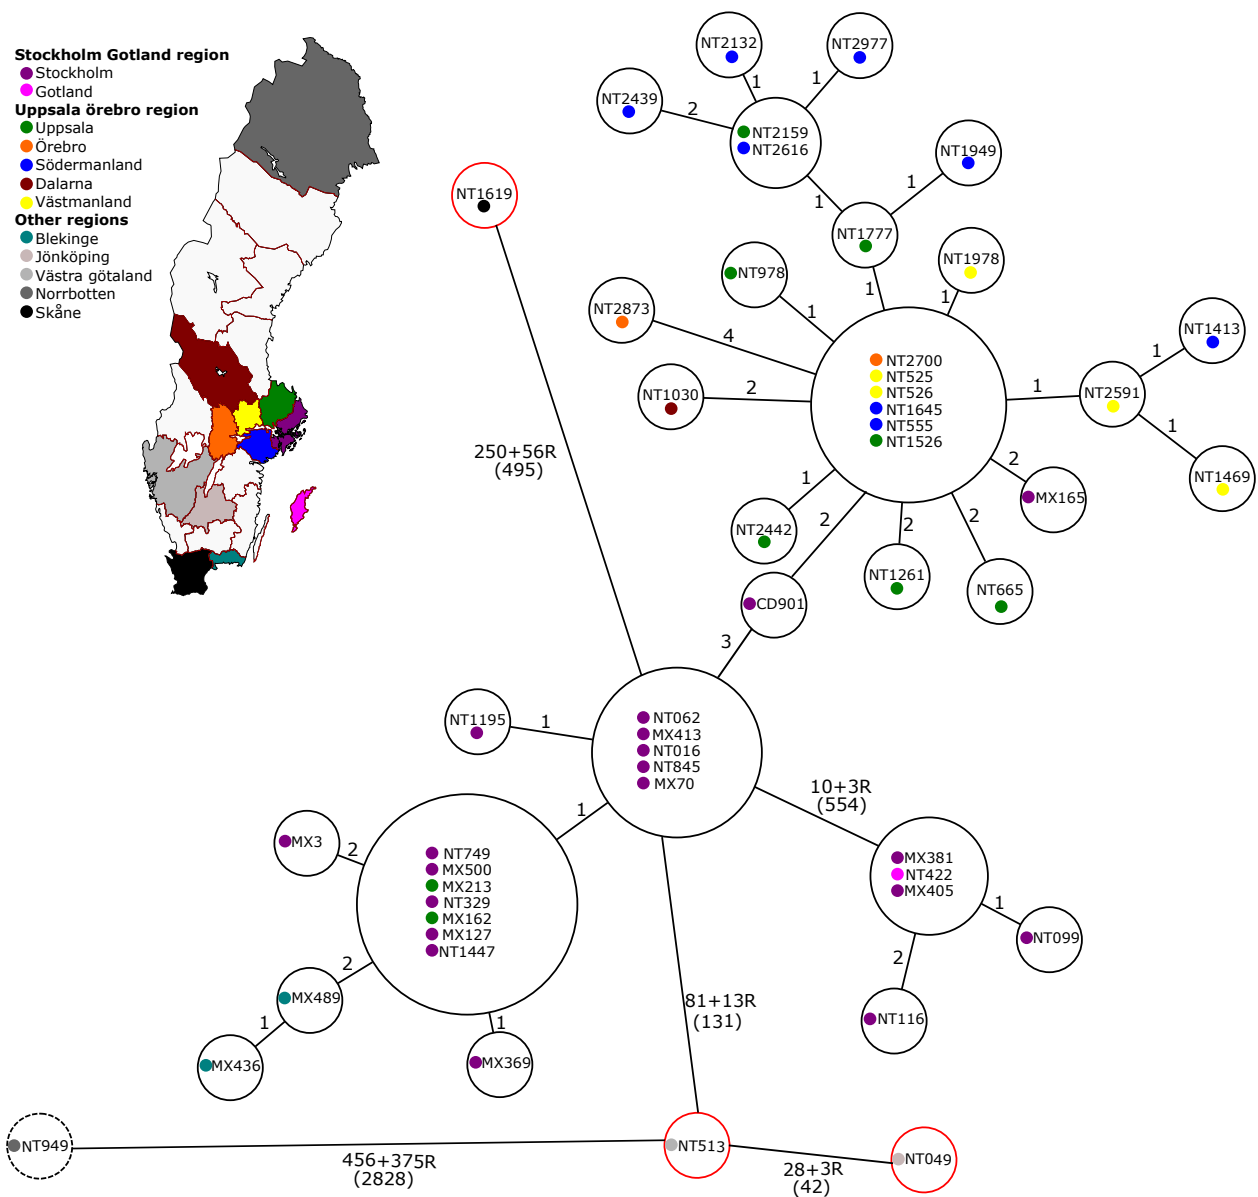 Stockholm Gotland region
Stockholm
Gotland
Uppsala örebro region
Uppsala
Örebro
Södermanland
Dalarna
Västmanland
Other regions
Blekinge
Jönköping
Västra götaland
Norrbotten
Skåne
NT2132
NT2977
1
1
NT2439
2
NT2159
NT2616
NT1949
1
1
NT1619
NT1777
NT978
NT1978
1
1
1
NT2873
4
NT1413
1
NT2700
NT525
NT526
NT1645
NT555
NT1526
NT1030
2
1
NT2591
1
NT1469
250+56R
(495)
2
MX165
1
NT2442
2
2
2
NT1261
NT665
CD901
3
NT1195
1
NT062
MX413
NT016
NT845
MX70
10+3R
(554)
1
MX3
2
NT749
MX500
MX213
NT329
MX162
MX127
NT1447
MX381
NT422
MX405
1
NT099
2
NT116
2
MX489
1
MX436
1
MX369
81+13R
(131)
NT949
456+375R
(2828)
NT513
28+3R
(42)
NT049